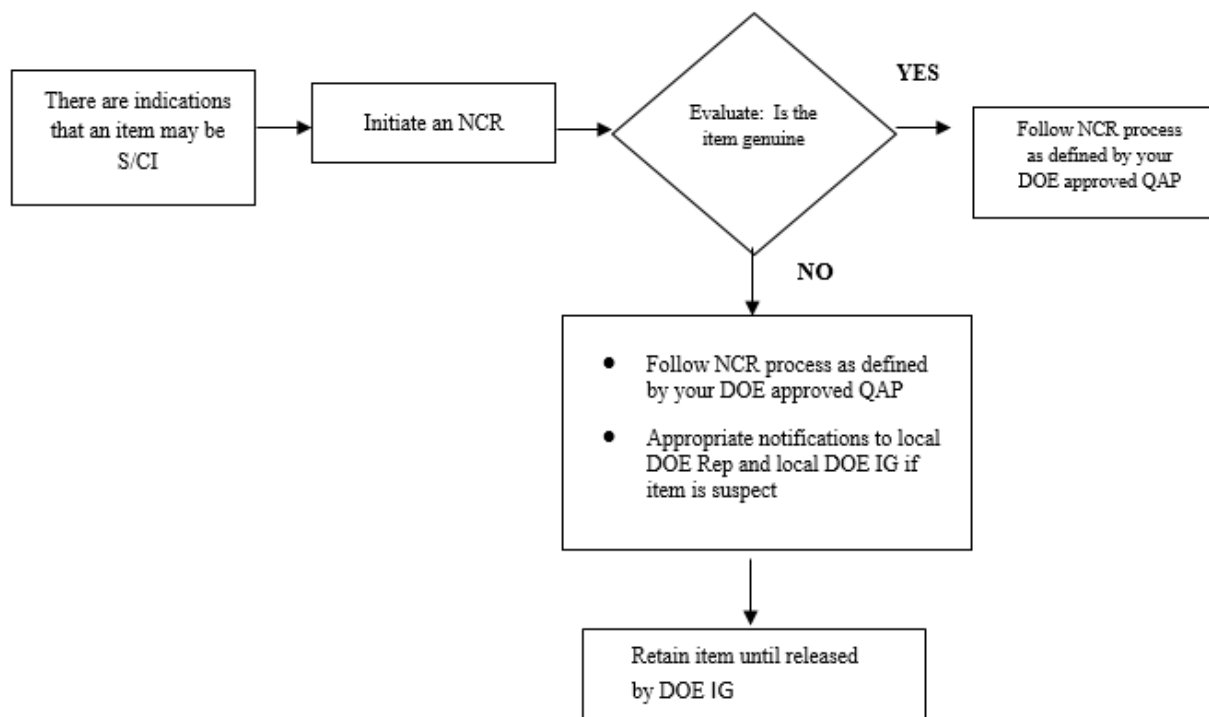 There are indications
that an item may be
S/CI
Initiate an NCR
Evaluate:  Is the
item genuine
YES
Follow NCR process
as defined by your
DOE approved QAP
NO
● Follow NCR process as defined
by your DOE approved QAP
● Appropriate notifications to local
DOE Rep and local DOE IG if
item is suspect
Retain item until released
by DOE IG